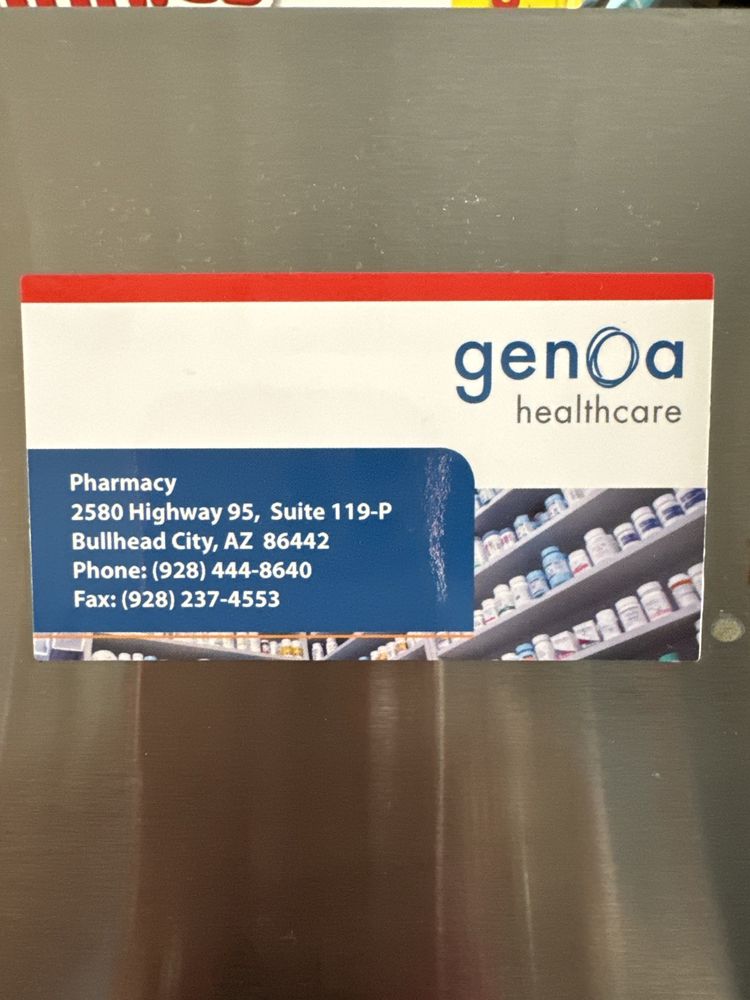 genoa
healthcare
Pharmacy
2580 Highway 95, Suite 119-P
Bullhead City, AZ 86442
Phone: (928) 444-8640
Fax: (928) 237-4553